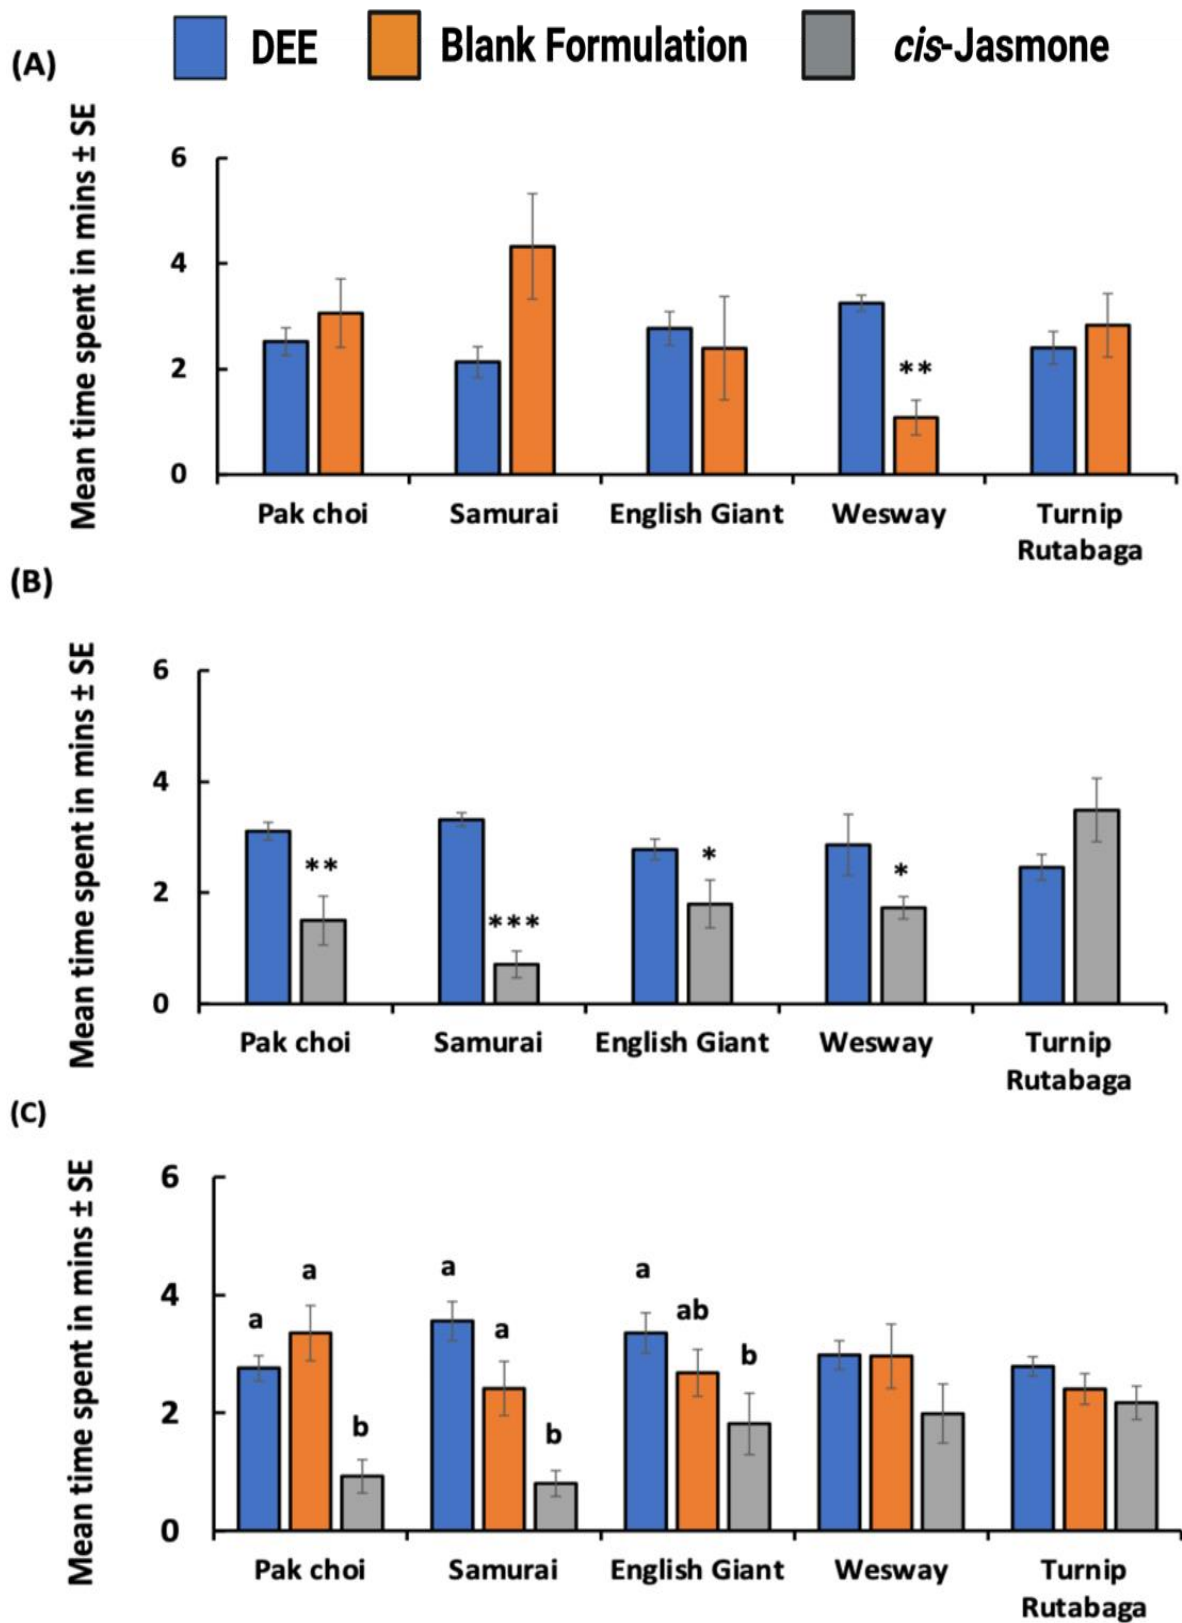 (A)
DEE
Blank Formulation
cis-Jasmone
Mean time spent in mins ± SE
6
4
2
0
**
Pak choi
Samurai
English Giant
Wesway
Turnip
Rutabaga
(B)
Mean time spent in mins ± SE
6
4
2
0
**
***
*
*
Pak choi
Samurai
English Giant
Wesway
Turnip
Rutabaga
(C)
Mean time spent in mins ± SE
6
4
2
0
a
a
b
a
a
b
a
ab
b
Pak choi
Samurai
English Giant
Wesway
Turnip
Rutabaga